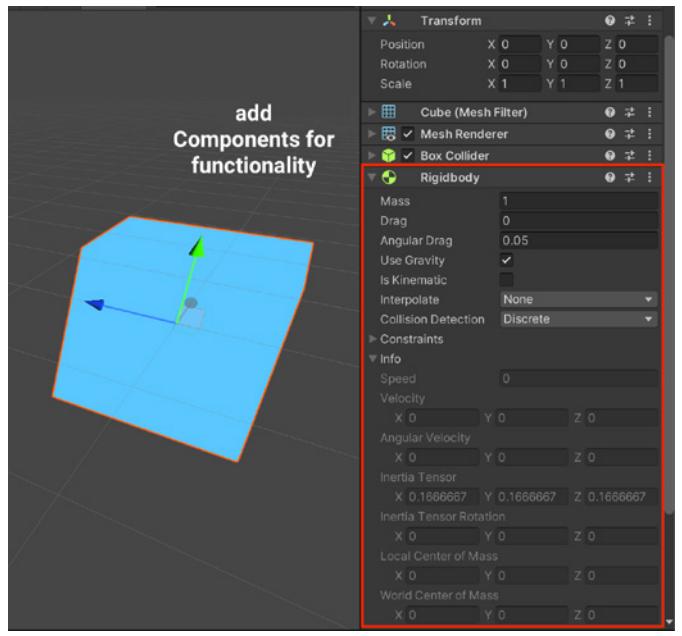 Transform
Position X 0 Y 0 Z 0
Rotation X 0 Y 0 Z 0
Scale X 1 Y 1 Z 1
add
Components for
functionality
Cube (Mesh Filter)
Mesh Renderer
Box Collider
Rigidbody
Mass 1
Drag 0
Angular Drag 0.05
Use Gravity
Is Kinematic
Interpolate None
Collision Detection Discrete
Constraints
Info
Speed 0
Velocity
X 0 Y 0 Z 0
Angular Velocity
X 0 Y 0 Z 0
Inertia Tensor
X 0.1666667 Y 0.1666667 Z 0.1666667
Inertia Tensor Rotation
X 0 Y 0 Z 0
Local Center of Mass
X 0 Y 0 Z 0
World Center of Mass
X 0 Y 0 Z 0